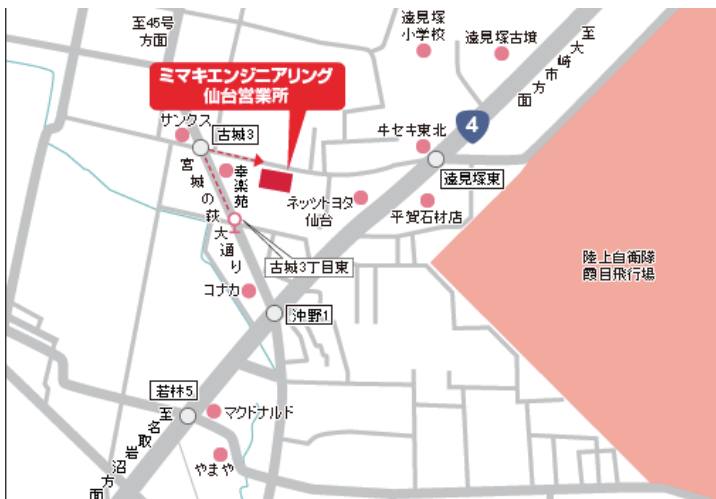 至45号
方面
遠見塚
小学校
遠見塚古墳
至大崎市方面
ミマキエンジニアリング
仙台営業所
サンクス
古城3
4
ヰセキ東北
幸楽苑
宮城の萩大通り
遠見塚東
ネッツトヨタ
仙台
平賀石材店
古城3丁目東
陸上自衛隊
霞目飛行場
コナカ
沖野1
若林5
マクドナルド
至名取岩沼方面
やまや